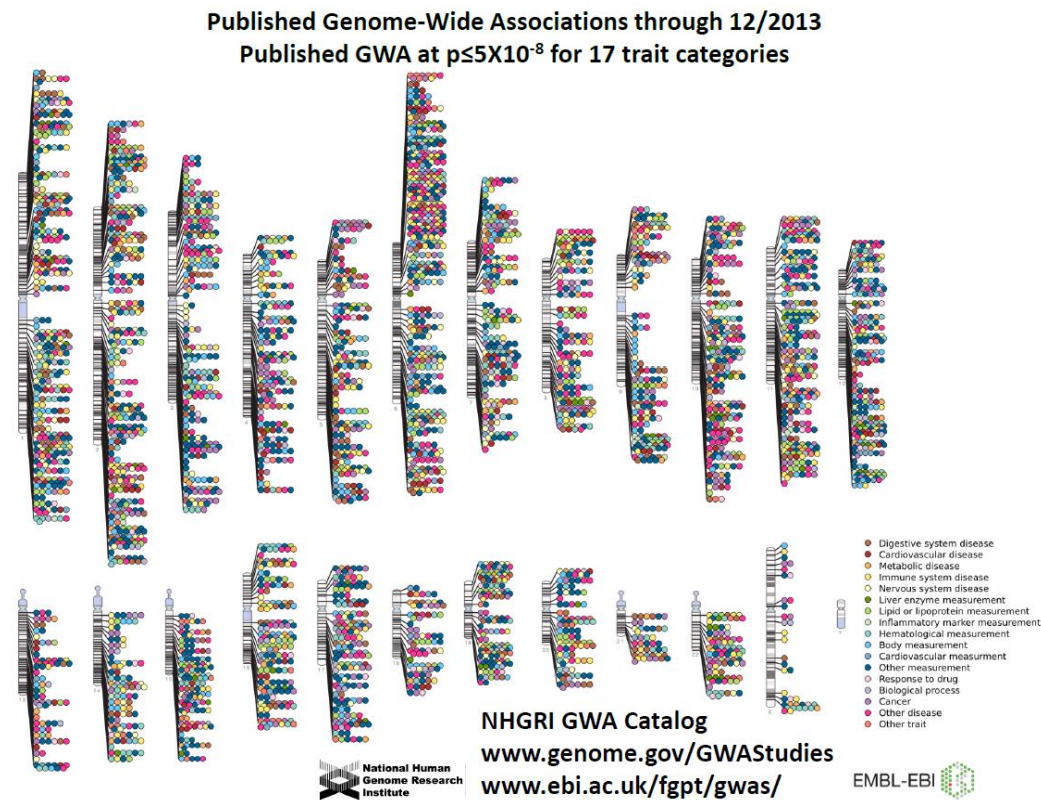 Published Genome-Wide Associations through 12/2013
Published GWA at p≤5X10-8 for 17 trait categories
Digestive system disease
Cardiovascular disease
Metabolic disease
Immune system disease
Nervous system disease
Liver enzyme measurement
Lipid or lipoprotein measurement
Inflammatory marker measurement
Hematological measurement
Body measurement
Cardiovascular measurment
Other measurement
Response to drug
Biological process
Cancer
Other disease
Other trait
NHGRI GWA Catalog
www.genome.gov/GWAStudies
www.ebi.ac.uk/fgpt/gwas/
National Human
Genome Research
Institute
EMBL-EBI